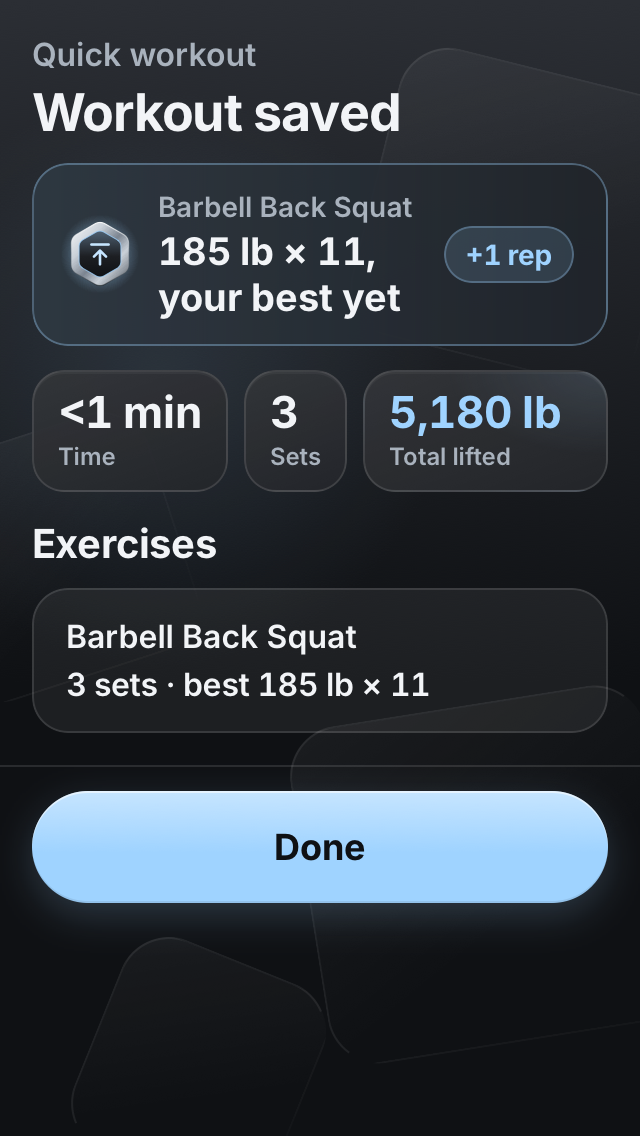 Quick workout
Workout saved
Barbell Back Squat
185 lb × 11,
your best yet
+1 rep
<1 min
Time
3
Sets
5,180 lb
Total lifted
Exercises
Barbell Back Squat
3 sets · best 185 lb × 11
Done